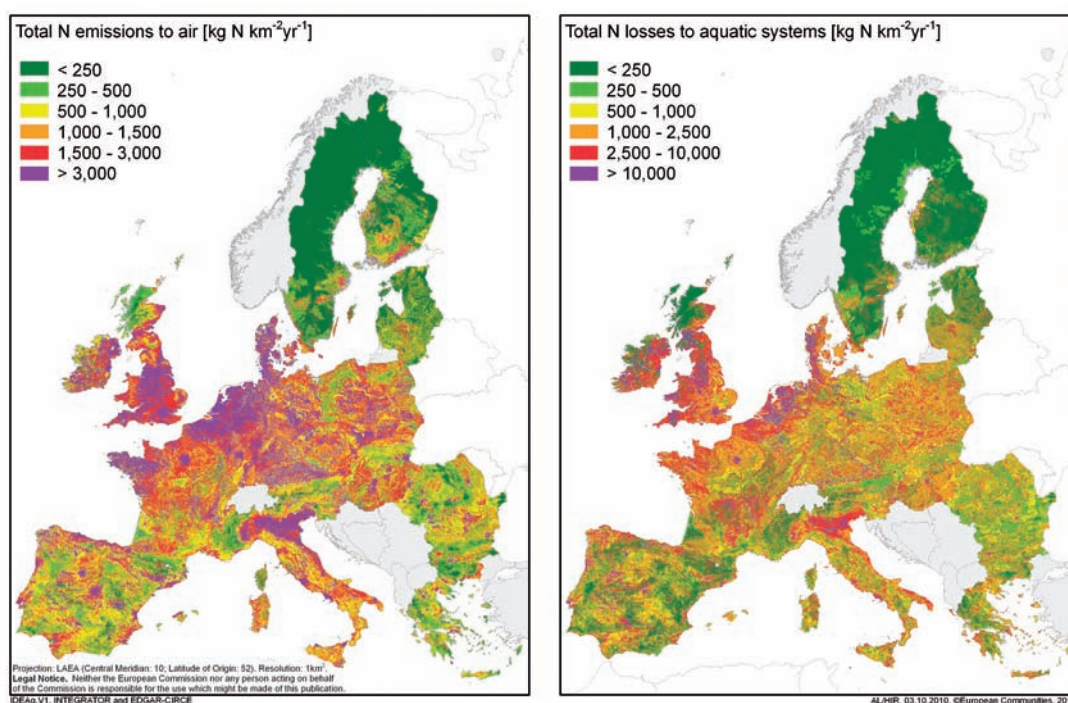 Total N emissions to air [kg N km⁻²yr⁻¹]
< 250
250 - 500
500 - 1,000
1,000 - 1,500
1,500 - 3,000
> 3,000
Projection: LAEA (Central Meridian: 10; Latitude of Origin: 52). Resolution: 1km².
Legal Notice. Neither the European Commission nor any person acting on behalf
of the Commission is responsible for the use which might be made of this publication.
IDEAg V1, INTEGRATOR and EDGAR-CIRCE
Total N losses to aquatic systems [kg N km⁻²yr⁻¹]
< 250
250 - 500
500 - 1,000
1,000 - 2,500
2,500 - 10,000
> 10,000
AL/HIR, 03.10.2010, ©European Communities, 20